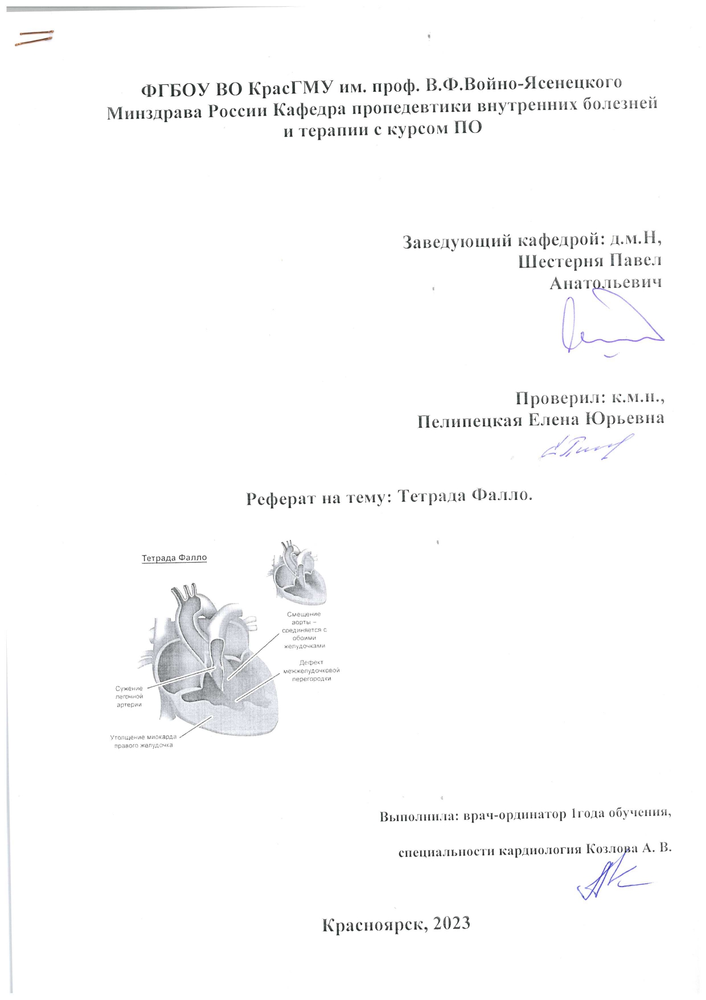 ФГБОУ ВО КрасГМУ им. проф. В.Ф.Войно-Ясенецкого
Минздрава России Кафедра пропедевтики внутренних болезней
и терапии с курсом ПО
Заведующий кафедрой: д.м.Н,
Шестерня Павел
Анатольевич
Проверил: к.м.н.,
Пелипецкая Елена Юрьевна
Реферат на тему: Тетрада Фалло.
Тетрада Фалло
Смещение
аорты –
соединяется с
обоими
желудочками
Дефект
межжелудочковой
перегородки
Сужение
легочной
артерии
Утолщение миокарда
правого желудочка
Выполнила: врач-ординатор 1года обучения,
специальности кардиология Козлова А. В.
Красноярск, 2023